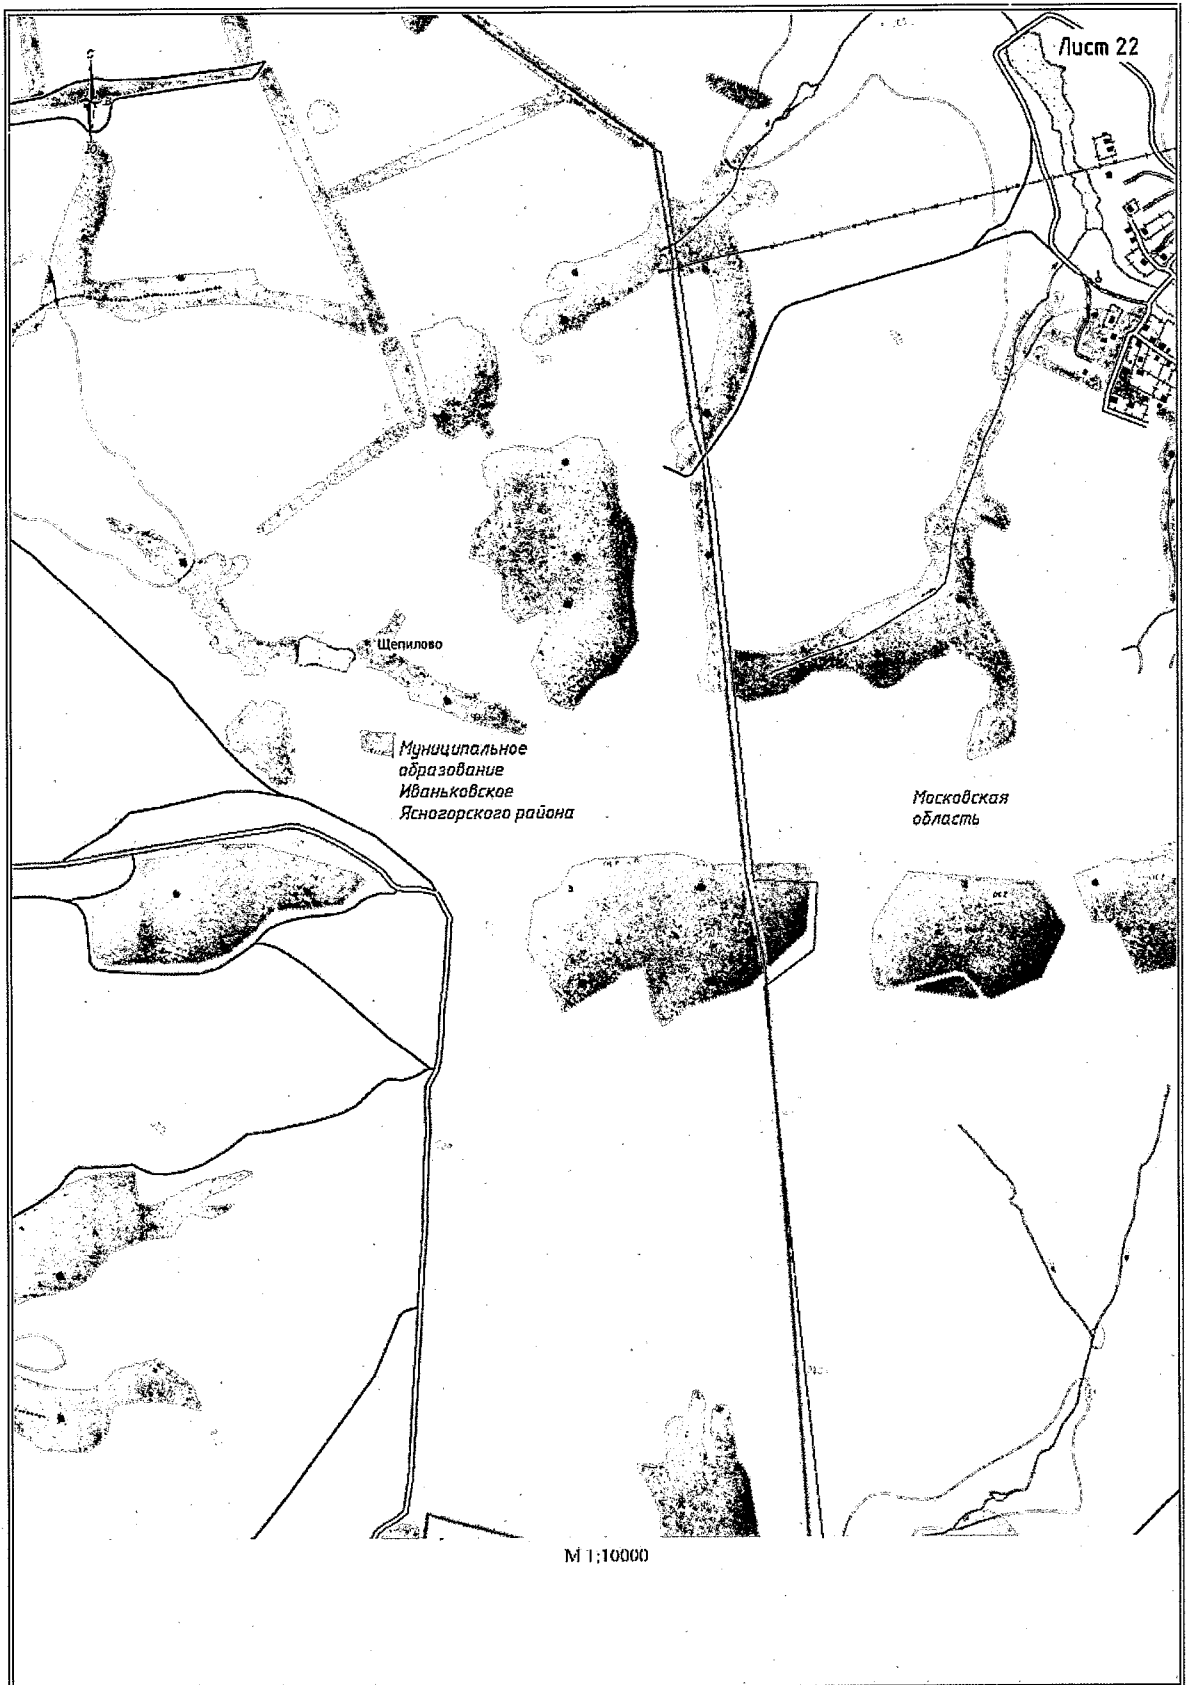 Лист 22
С
Ю
Щепилово
Муниципальное
образование
Иваньковское
Ясногорского района
Московская
область
М 1:10000